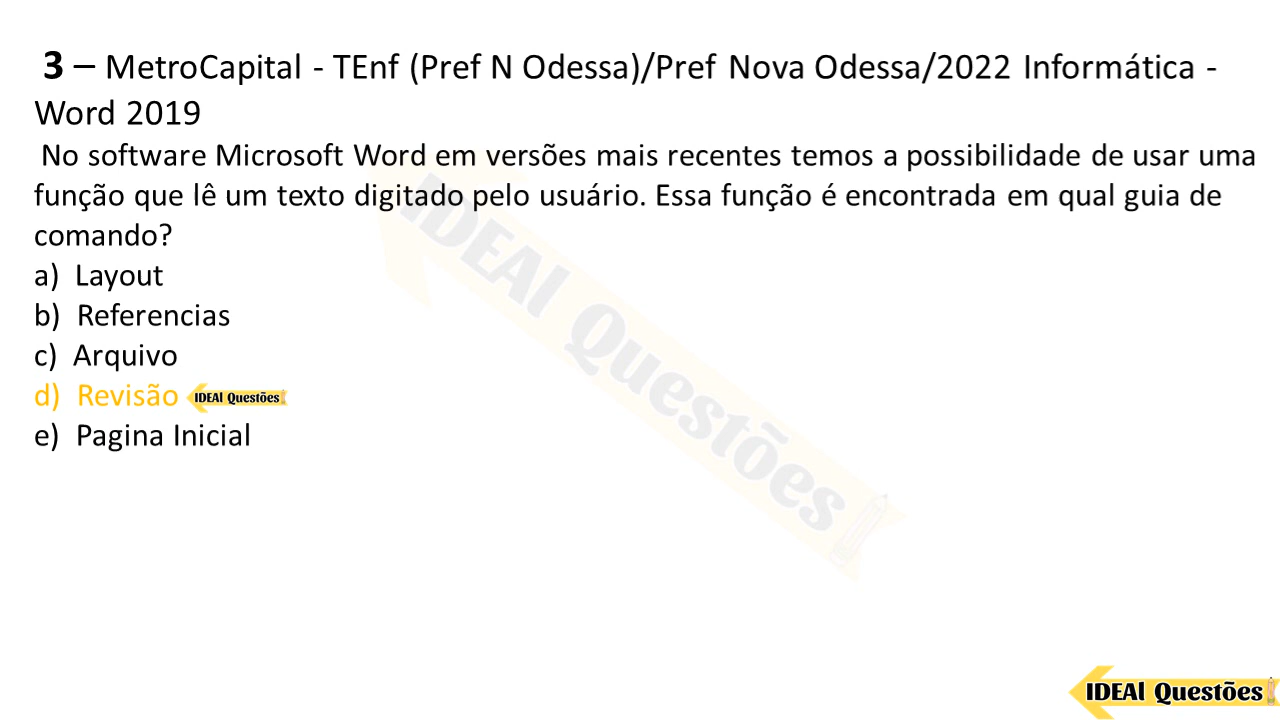 3 – MetroCapital - TEnf (Pref N Odessa)/Pref Nova Odessa/2022 Informática -
Word 2019
No software Microsoft Word em versões mais recentes temos a possibilidade de usar uma
função que lê um texto digitado pelo usuário. Essa função é encontrada em qual guia de
comando?
a) Layout
b) Referencias
c) Arquivo
d) Revisão IDEAl Questões
e) Pagina Inicial
IDEAl Questões
IDEAl Questões